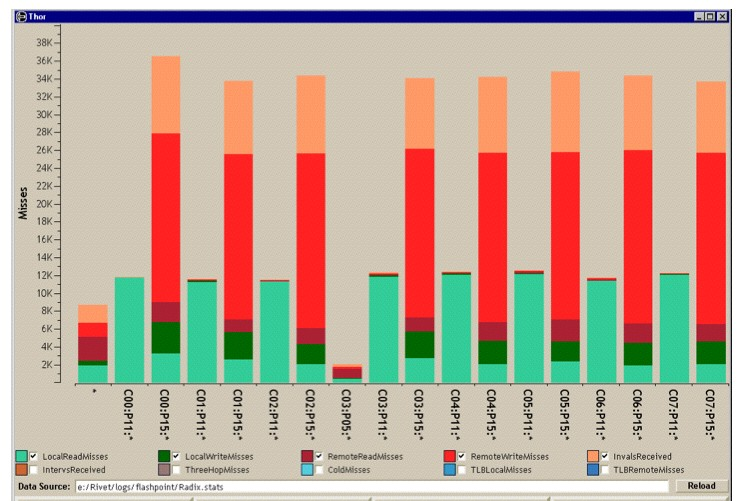 Thor
38K
36K
34K
32K
30K
28K
26K
24K
22K
20K
18K
16K
14K
12K
10K
8K
6K
4K
2K
Misses
*
C00:P11:*
C00:P15:*
C01:P11:*
C01:P15:*
C02:P11:*
C02:P15:*
C03:P05:*
C03:P11:*
C03:P15:*
C04:P11:*
C04:P15:*
C05:P11:*
C05:P15:*
C06:P11:*
C06:P15:*
C07:P11:*
C07:P15:*
LocalReadMisses LocalWriteMisses RemoteReadMisses RemoteWriteMisses InvalsReceived
IntervsReceived ThreeHopMisses ColdMisses TLBLocalMisses TLBRemoteMisses
Data Source: e:/Rivet/logs/flashpoint/Radix.stats Reload